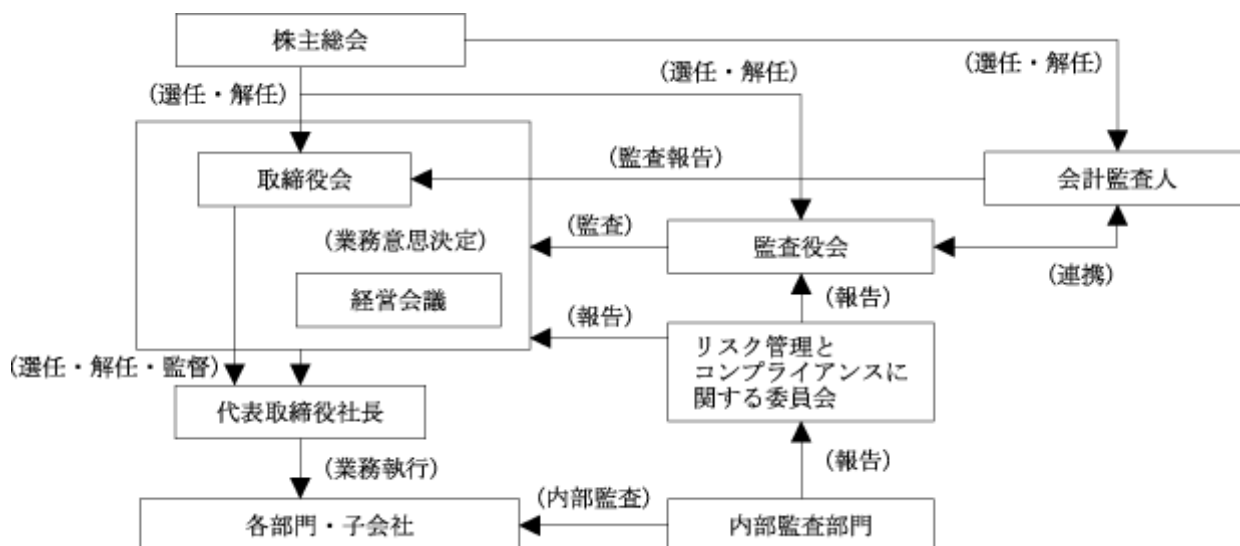 株主総会
(選任・解任)
(選任・解任)
(選任・解任)
(監査報告)
取締役会
会計監査人
(業務意思決定)
(監査)
監査役会
(連携)
経営会議
(報告)
(報告)
リスク管理と
コンプライアンスに
関する委員会
(選任・解任・監督)
代表取締役社長
(業務執行)
(報告)
(内部監査)
各部門・子会社
内部監査部門